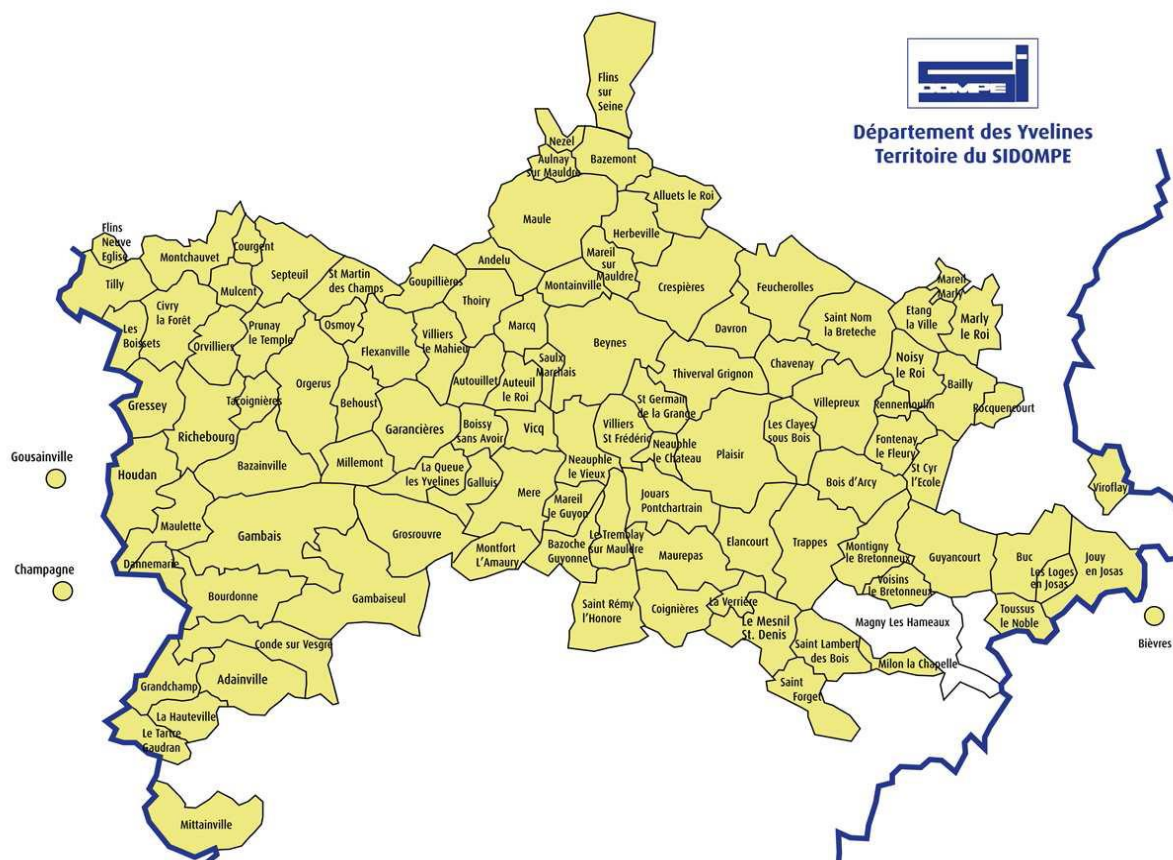 SI
DOMPE
Département des Yvelines
Territoire du SIDOMPE
Flins
sur
Seine
Nezel
Aulnay
sur Mauldre
Bazemont
Alluets le Roi
Maule
Herbeville
Flins
Neuve
Eglise
Montchauvet
Courgent
Septeuil
St Martin
des Champs
Goupillières
Andelu
Mareil
sur
Mauldre
Tilly
Mulcent
Thoiry
Montainville
Crespières
Feucherolles
Mareil
Marly
Civry
la Forêt
Les
Boissets
Orvilliers
Prunay
le Temple
Osmoy
Flexanville
Villiers
le Mahieu
Marcq
Beynes
Davron
Saint Nom
la Breteche
Etang
la Ville
Marly
le Roi
Orgerus
Saulx
Marchais
Autouillet
Auteuil
le Roi
Thiverval Grignon
Chavenay
Noisy
le Roi
Bailly
Gressey
Tacoignières
Behoust
St Germain
de la Grange
Villepreux
Rennemoulin
Rocquencourt
Richebourg
Garancières
Boissy
sans Avoir
Vicq
Villiers
St Frédéric
Les Clayes
sous Bois
Fontenay
le Fleury
Gousainville
Houdan
Bazainville
Millemont
La Queue
les Yvelines
Galluis
Neauphle
le Vieux
Neauphle
le Chateau
Plaisir
Bois d'Arcy
St Cyr
l'Ecole
Viroflay
Maulette
Mere
Mareil
le Guyon
Jouars
Pontchartrain
Gambais
Grosrouvre
Montfort
L'Amaury
Bazoche
Guyonne
Le Tremblay
sur Mauldre
Maurepas
Elancourt
Trappes
Montigny
le Bretonneux
Guyancourt
Buc
Les Loges
en Josas
Jouy
en Josas
Champagne
Dannemarie
Bourdonne
Gambaiseul
Saint Rémy
l'Honore
Coignières
La Verrière
Le Mesnil
St. Denis
Voisins
le Bretonneux
Magny Les Hameaux
Toussus
le Noble
Bièvres
Conde sur Vesgre
Saint Lambert
des Bois
Milon la Chapelle
Grandchamp
Adainville
Saint
Forget
La Hauteville
Le Tartre
Gaudran
Mittainville